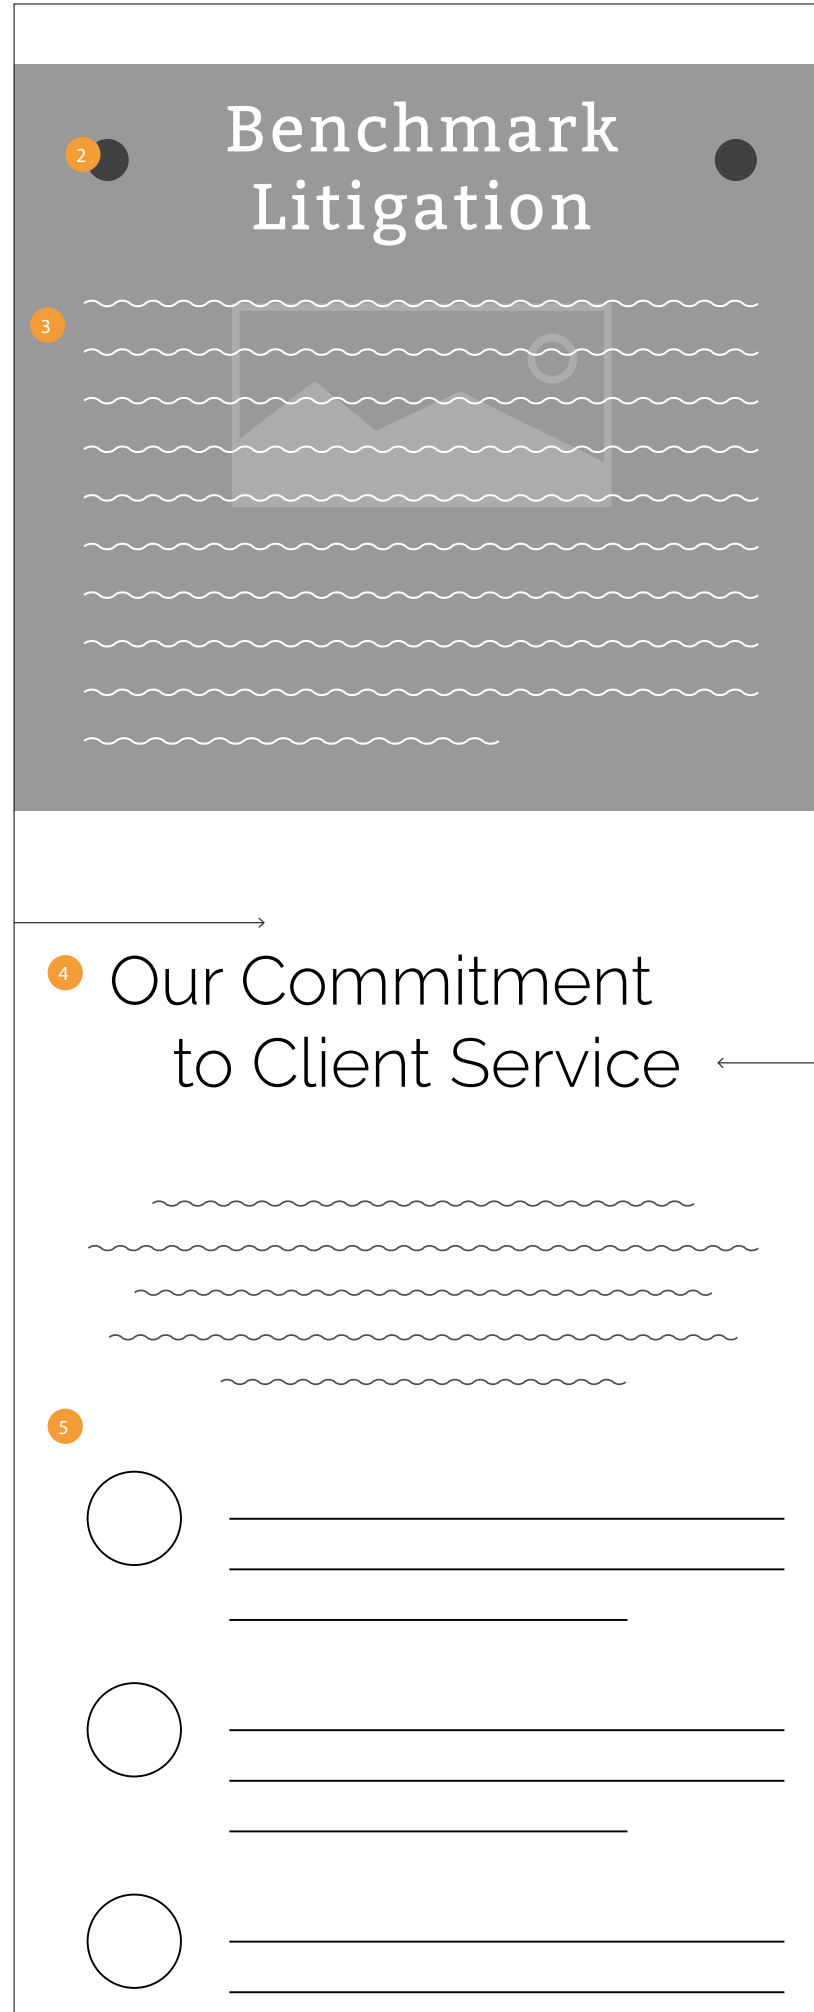 Benchmark
2
Litigation
3
4
Our Commitment
to Client Service
5